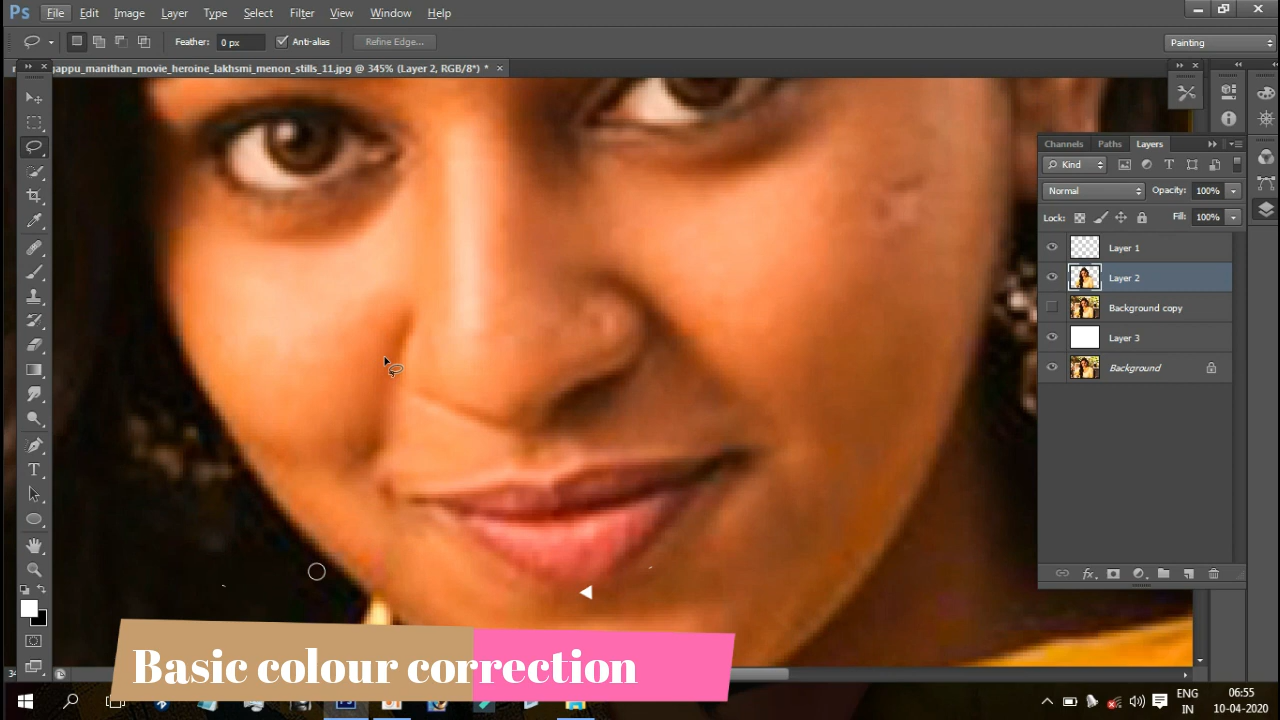 Ps File Edit Image Layer Type Select Filter View Window Help
Feather: 0 px Anti-alias Refine Edge... Painting
appu_manithan_movie_heroine_lakhsmi_menon_stills_11.jpg @ 345% (Layer 2, RGB/8*) *
Channels Paths Layers
Kind
Normal Opacity: 100%
Lock: Fill: 100%
Layer 1
Layer 2
Background copy
Layer 3
Background
fx
T
Basic colour correction
ENG 06:55
IN 10-04-2020